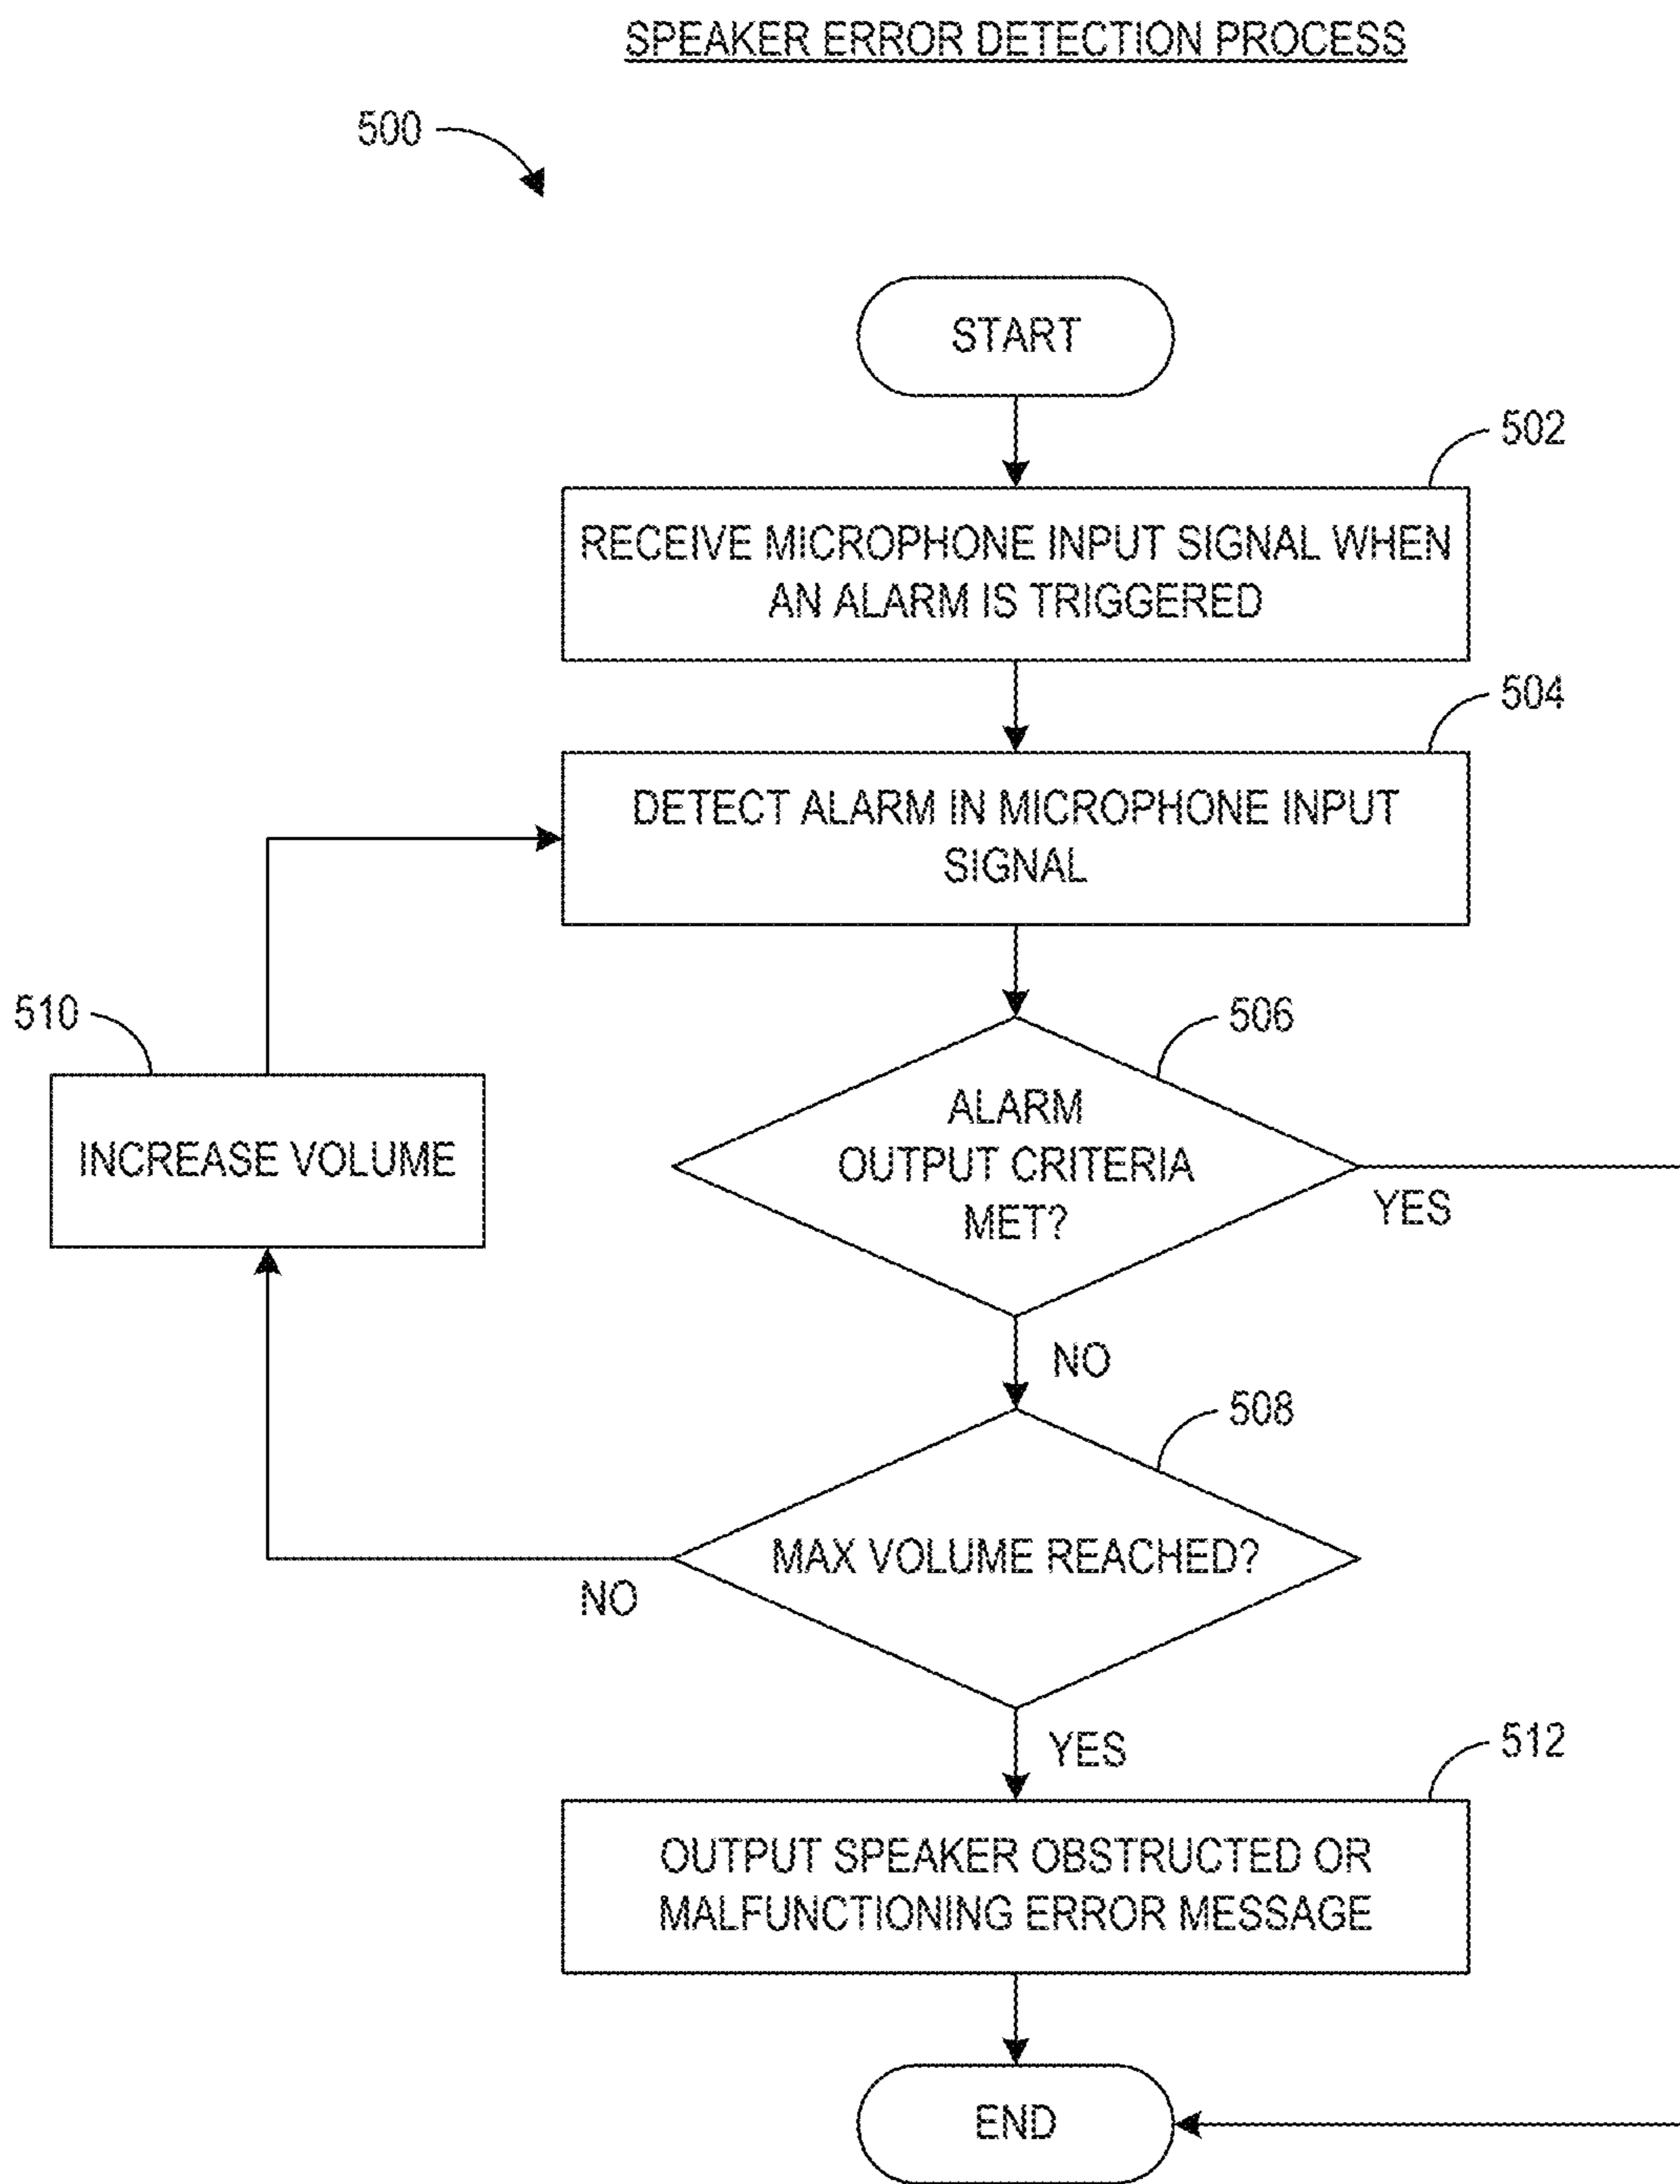 SPEAKER ERROR DETECTION PROCESS
500
START
502
RECEIVE MICROPHONE INPUT SIGNAL WHEN
AN ALARM IS TRIGGERED
504
DETECT ALARM IN MICROPHONE INPUT
SIGNAL
510
INCREASE VOLUME
506
ALARM
OUTPUT CRITERIA
MET?
YES
NO
508
MAX VOLUME REACHED?
NO
YES
512
OUTPUT SPEAKER OBSTRUCTED OR
MALFUNCTIONING ERROR MESSAGE
END